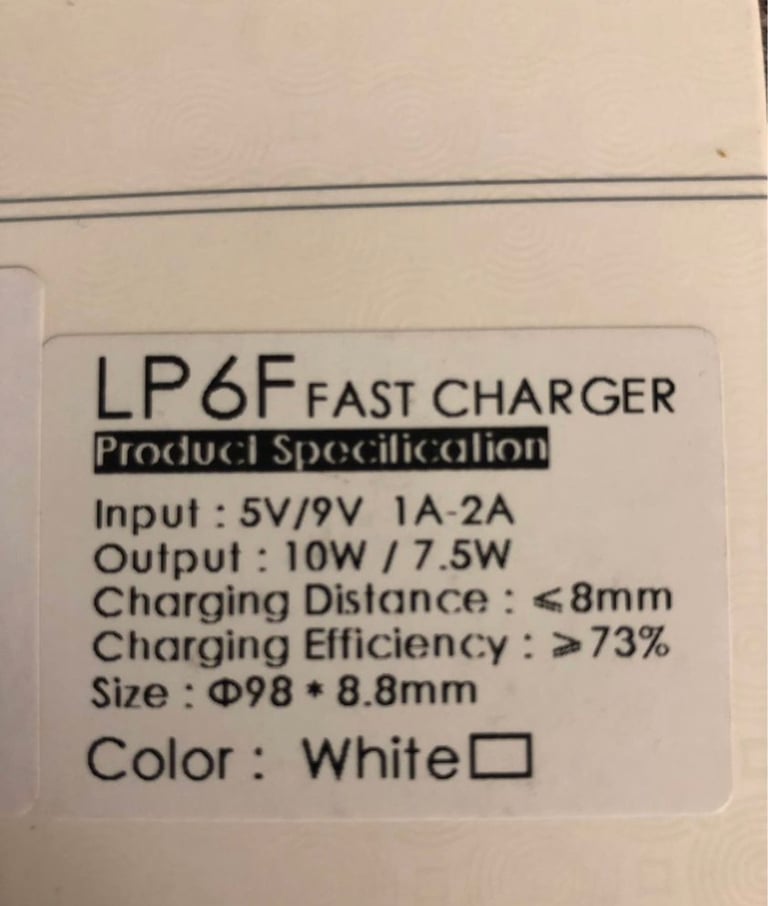 LP6F FAST CHARGER
Product Specification
Input : 5V/9V 1A-2A
Output : 10W / 7.5W
Charging Distance : ⩽8mm
Charging Efficiency : ⩾73%
Size : Φ98 * 8.8mm
Color : White□